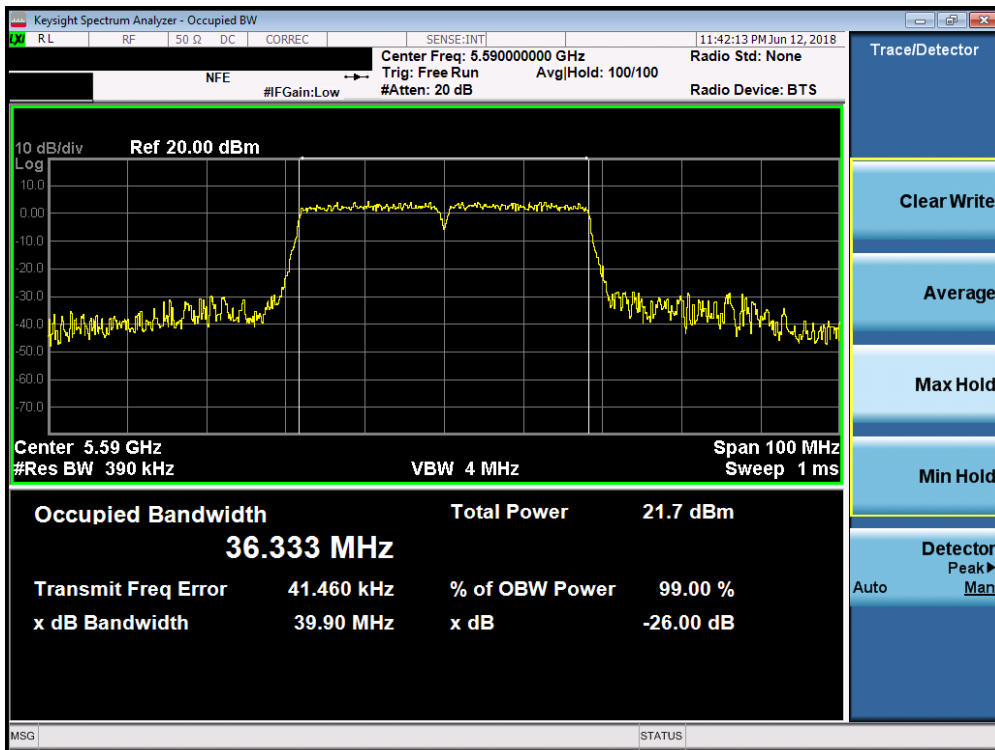 Keysight Spectrum Analyzer - Occupied BW
LXI RL RF 50 Ω DC CORREC SENSE:INT 11:42:13 PM Jun 12, 2018
Center Freq: 5.590000000 GHz Radio Std: None
NFE Trig: Free Run Avg|Hold: 100/100
#IFGain:Low #Atten: 20 dB Radio Device: BTS
10 dB/div Ref 20.00 dBm
Log
10.0
0.00
-10.0
-20.0
-30.0
-40.0
-50.0
-60.0
-70.0
Center 5.59 GHz Span 100 MHz
#Res BW 390 kHz VBW 4 MHz Sweep 1 ms
Occupied Bandwidth Total Power 21.7 dBm
36.333 MHz
Transmit Freq Error 41.460 kHz % of OBW Power 99.00 %
x dB Bandwidth 39.90 MHz x dB -26.00 dB
MSG STATUS
Trace/Detector
Clear Write
Average
Max Hold
Min Hold
Detector
Peak▶
Auto Man